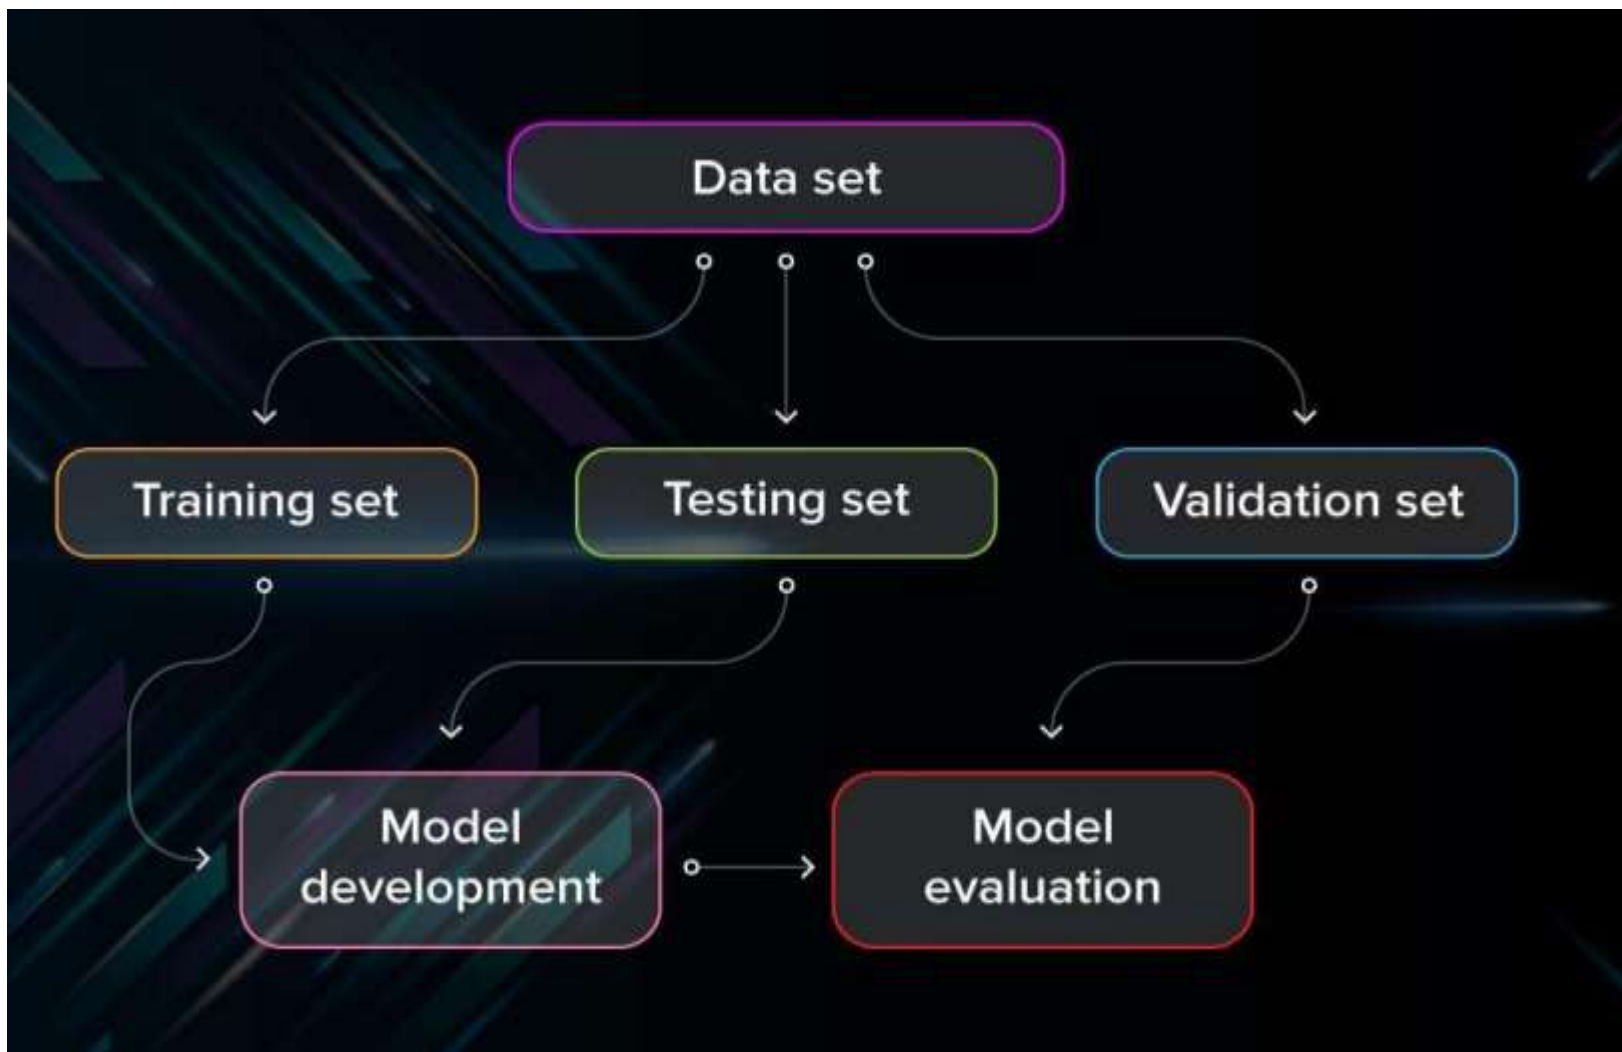 Data set
Training set
Testing set
Validation set
Model
development
Model
evaluation